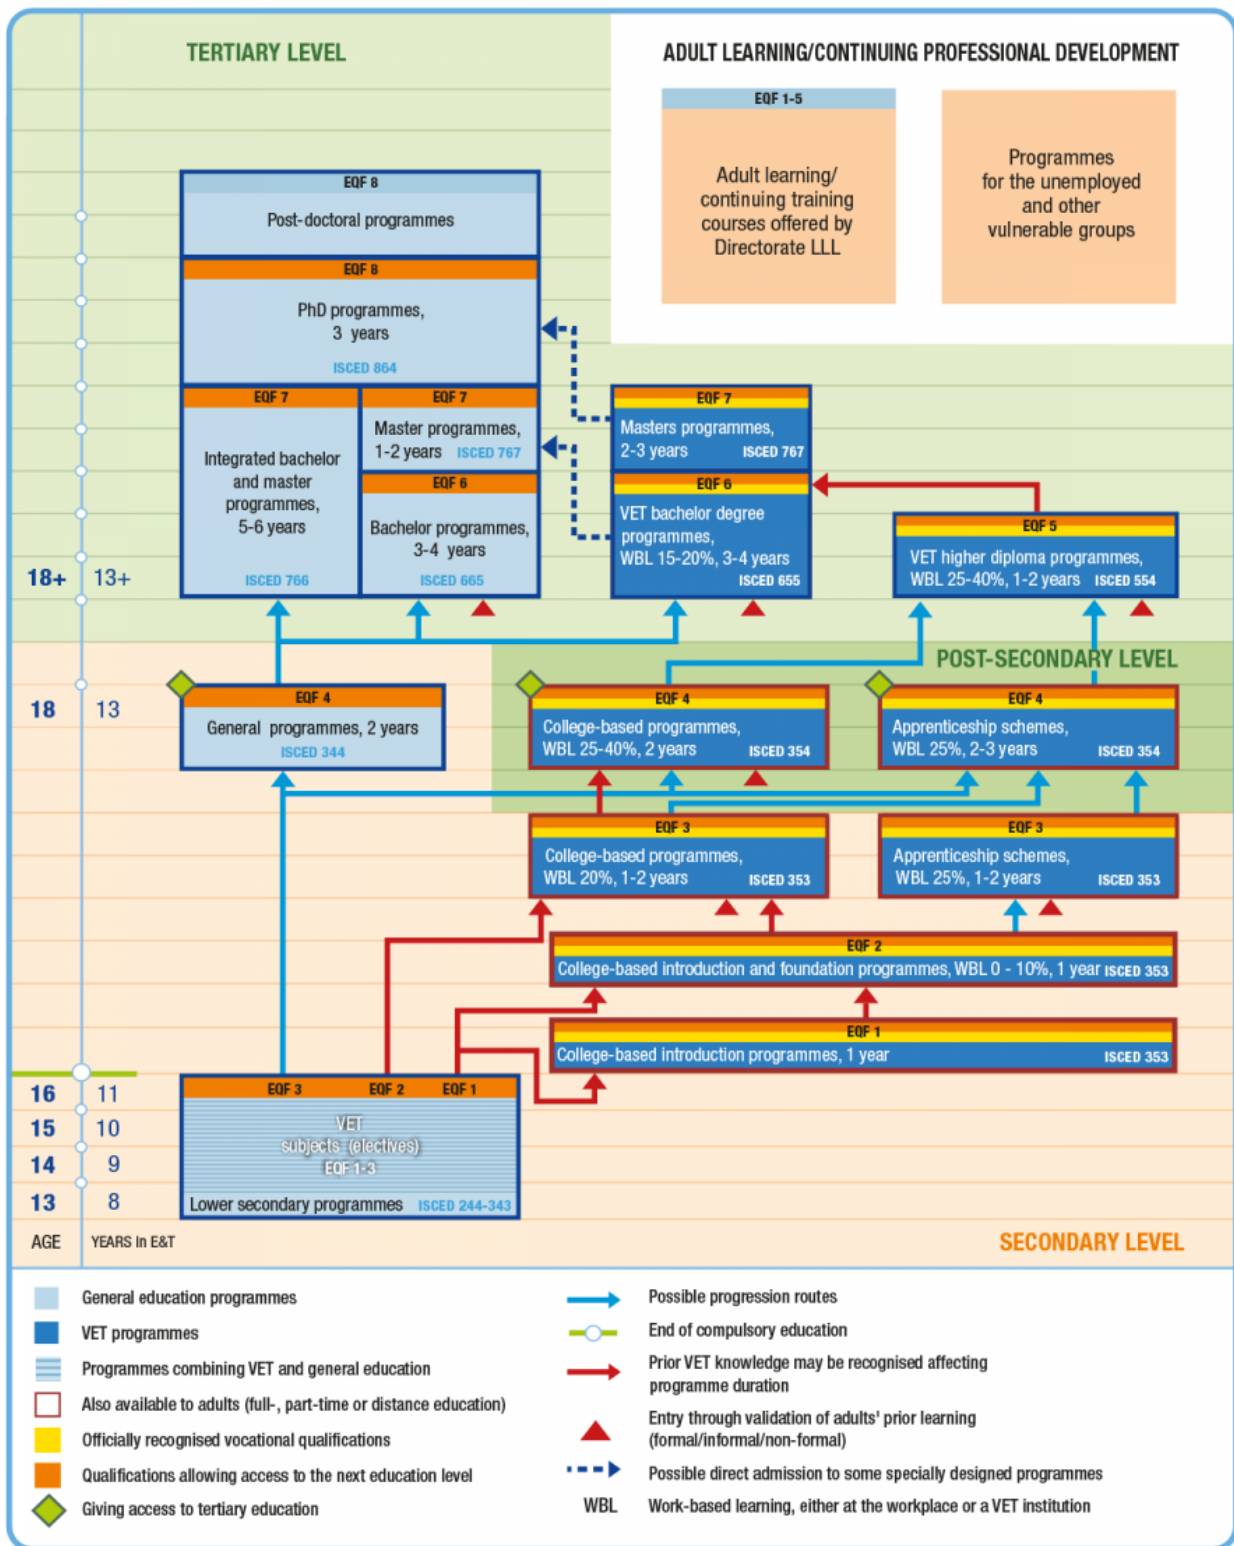 TERTIARY LEVEL
ADULT LEARNING/CONTINUING PROFESSIONAL DEVELOPMENT
EQF 1-5
Adult learning/
continuing training
courses offered by
Directorate LLL
Programmes
for the unemployed
and other
vulnerable groups
EQF 8
Post-doctoral programmes
EQF 8
PhD programmes,
3 years
ISCED 864
EQF 7
Integrated bachelor
and master
programmes,
5-6 years
ISCED 766
EQF 7
Master programmes,
1-2 years ISCED 767
EQF 6
Bachelor programmes,
3-4 years
ISCED 665
EQF 7
Masters programmes,
2-3 years ISCED 767
EQF 6
VET bachelor degree
programmes,
WBL 15-20%, 3-4 years
ISCED 655
EQF 5
VET higher diploma programmes,
WBL 25-40%, 1-2 years ISCED 554
18+ 13+
POST-SECONDARY LEVEL
18 13
EQF 4
General programmes, 2 years
ISCED 344
EQF 4
College-based programmes,
WBL 25-40%, 2 years ISCED 354
EQF 4
Apprenticeship schemes,
WBL 25%, 2-3 years ISCED 354
EQF 3
College-based programmes,
WBL 20%, 1-2 years ISCED 353
EQF 3
Apprenticeship schemes,
WBL 25%, 1-2 years ISCED 353
EQF 2
College-based introduction and foundation programmes, WBL 0 - 10%, 1 year ISCED 353
EQF 1
College-based introduction programmes, 1 year ISCED 353
16 11
15 10
14 9
13 8
AGE YEARS in E&T
EQF 3 EQF 2 EQF 1
VET
subjects (electives)
EQF 1-3
Lower secondary programmes ISCED 244-343
SECONDARY LEVEL
General education programmes
VET programmes
Programmes combining VET and general education
Also available to adults (full-, part-time or distance education)
Officially recognised vocational qualifications
Qualifications allowing access to the next education level
Giving access to tertiary education
Possible progression routes
End of compulsory education
Prior VET knowledge may be recognised affecting
programme duration
Entry through validation of adults' prior learning
(formal/informal/non-formal)
Possible direct admission to some specially designed programmes
WBL Work-based learning, either at the workplace or a VET institution